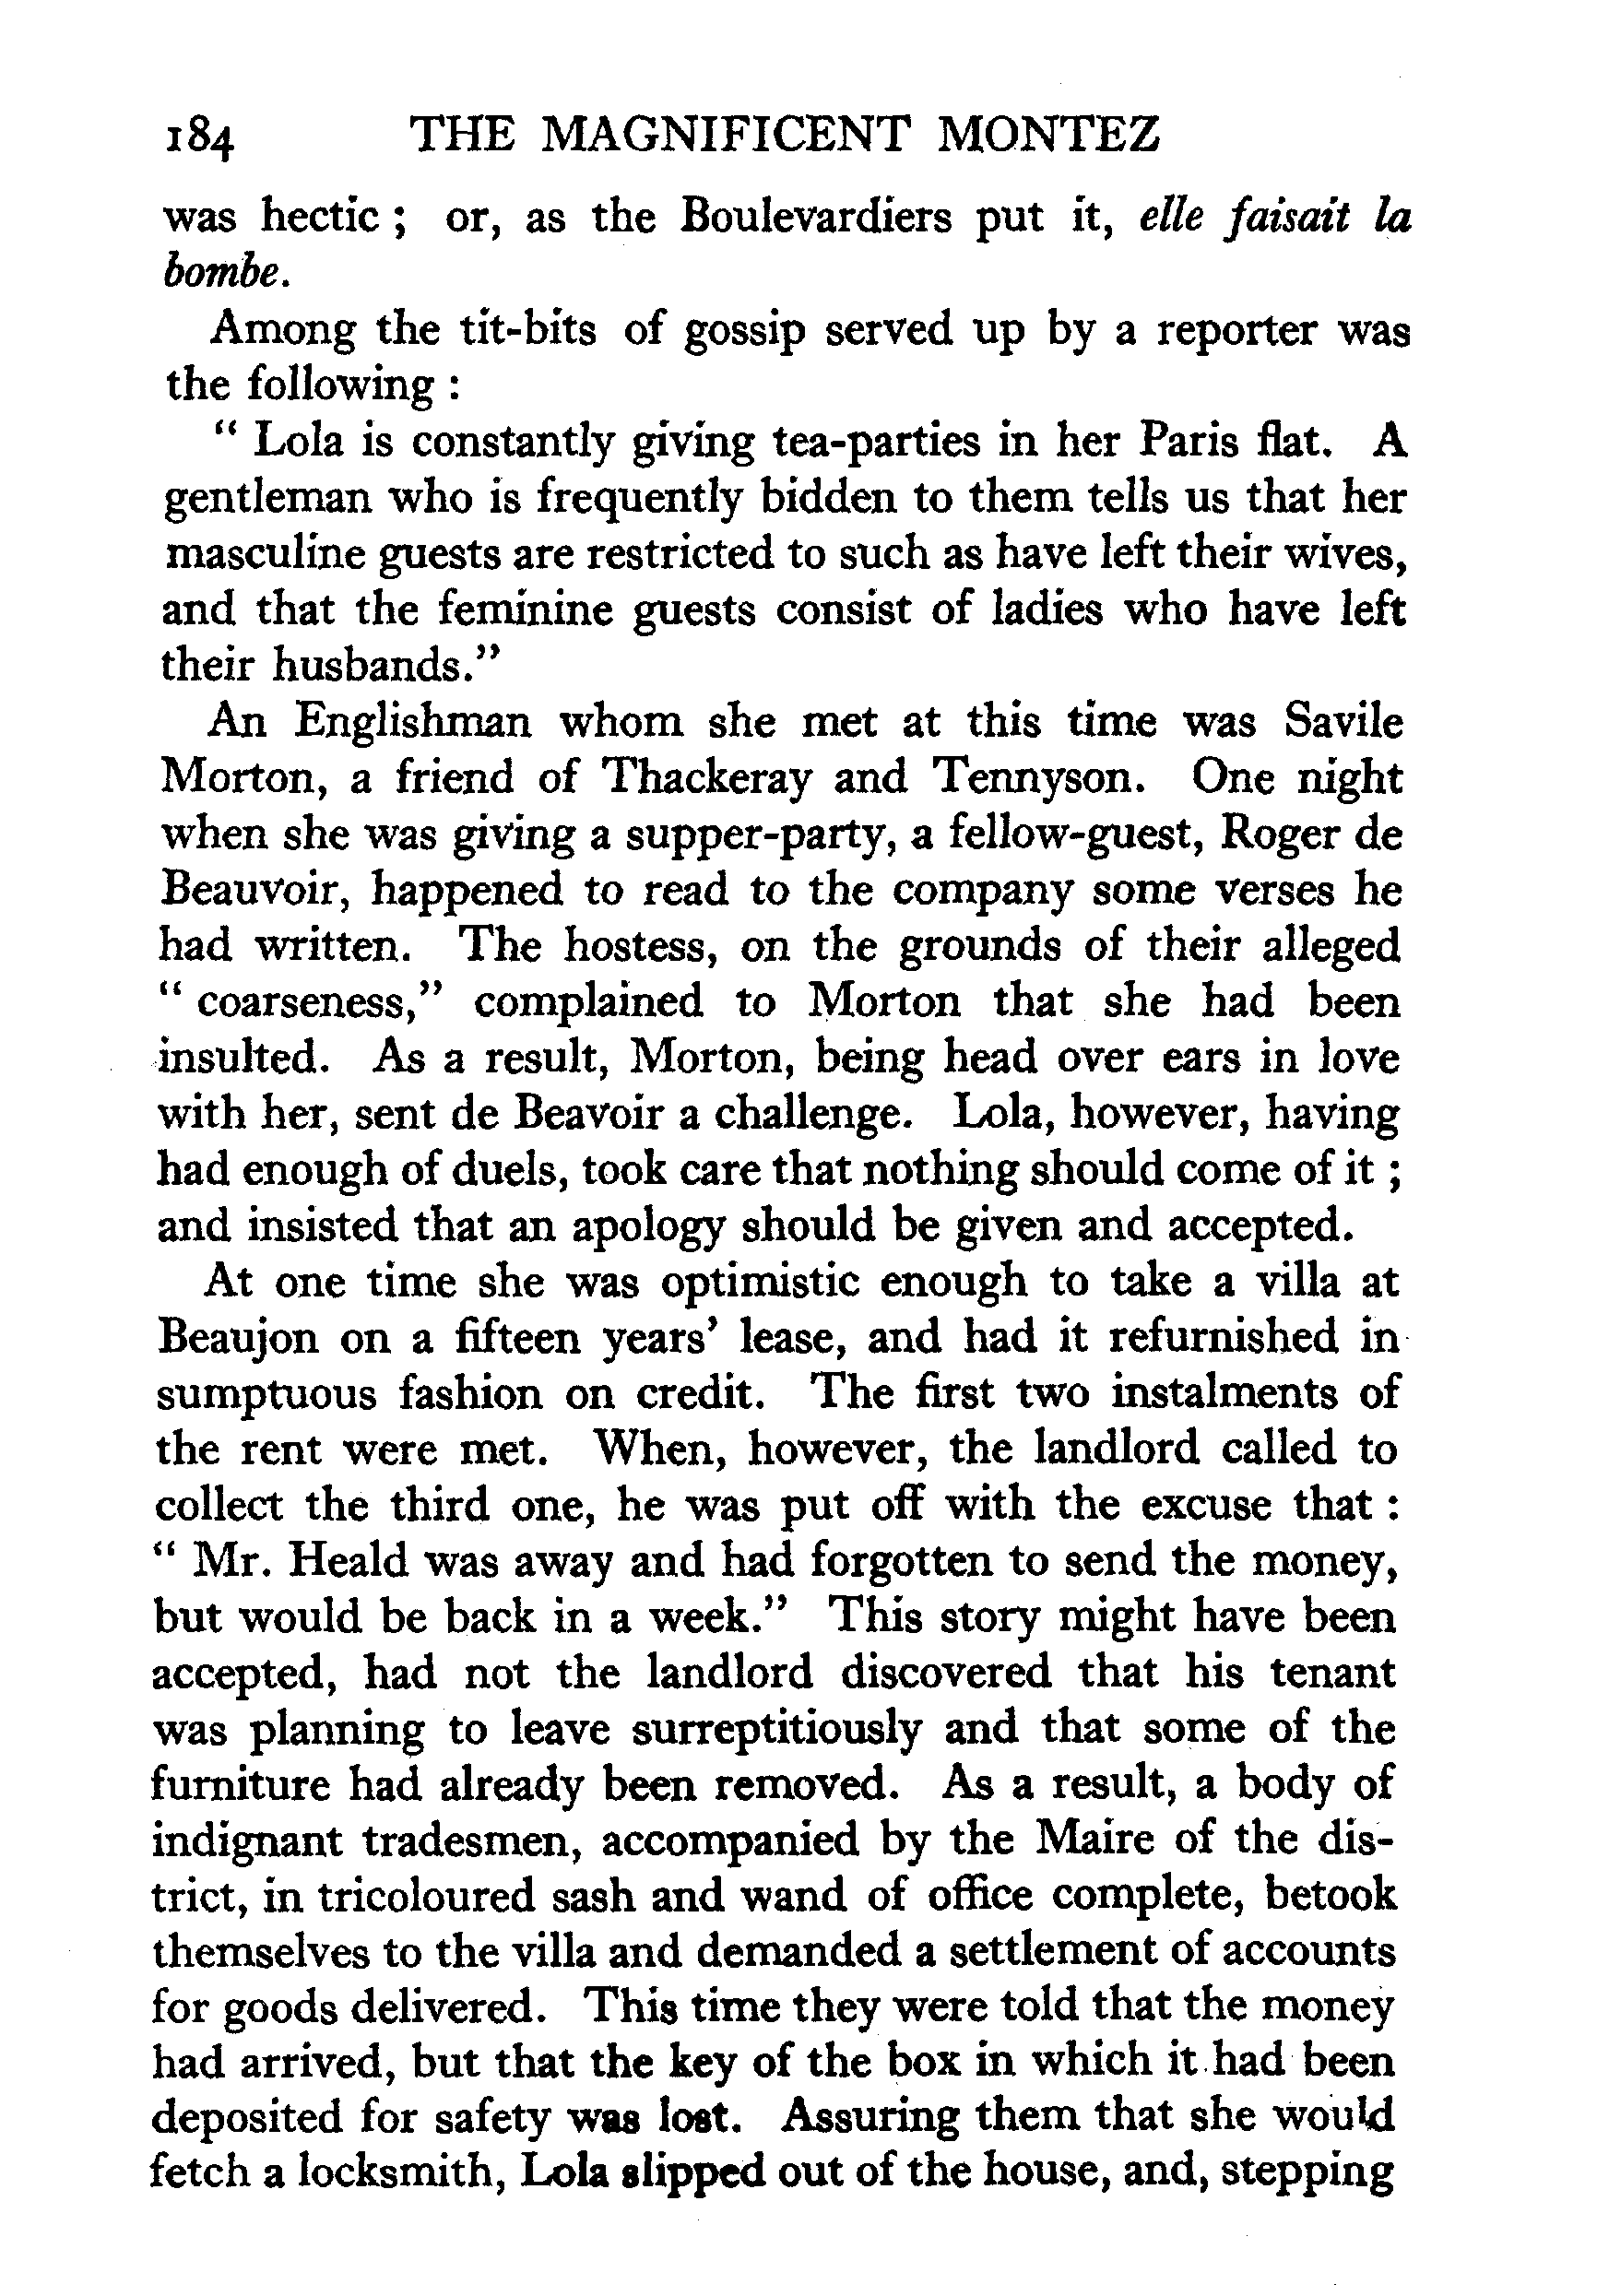 184 THE MAGNIFICENT MONTEZ
was hectic ; or, as the Boulevardiers put it, elle faisait la
bombe.
Among the tit-bits of gossip served up by a reporter was
the following :
“ Lola is constantly giving tea-parties in her Paris flat. A
gentleman who is frequently bidden to them tells us that her
masculine guests are restricted to such as have left their wives,
and that the feminine guests consist of ladies who have left
their husbands.”
An Englishman whom she met at this time was Savile
Morton, a friend of Thackeray and Tennyson. One night
when she was giving a supper-party, a fellow-guest, Roger de
Beauvoir, happened to read to the company some verses he
had written. The hostess, on the grounds of their alleged
“ coarseness,” complained to Morton that she had been
insulted. As a result, Morton, being head over ears in love
with her, sent de Beavoir a challenge. Lola, however, having
had enough of duels, took care that nothing should come of it ;
and insisted that an apology should be given and accepted.
At one time she was optimistic enough to take a villa at
Beaujon on a fifteen years’ lease, and had it refurnished in
sumptuous fashion on credit. The first two instalments of
the rent were met. When, however, the landlord called to
collect the third one, he was put off with the excuse that :
“ Mr. Heald was away and had forgotten to send the money,
but would be back in a week.” This story might have been
accepted, had not the landlord discovered that his tenant
was planning to leave surreptitiously and that some of the
furniture had already been removed. As a result, a body of
indignant tradesmen, accompanied by the Maire of the dis-
trict, in tricoloured sash and wand of office complete, betook
themselves to the villa and demanded a settlement of accounts
for goods delivered. This time they were told that the money
had arrived, but that the key of the box in which it had been
deposited for safety was lost. Assuring them that she would
fetch a locksmith, Lola slipped out of the house, and, stepping